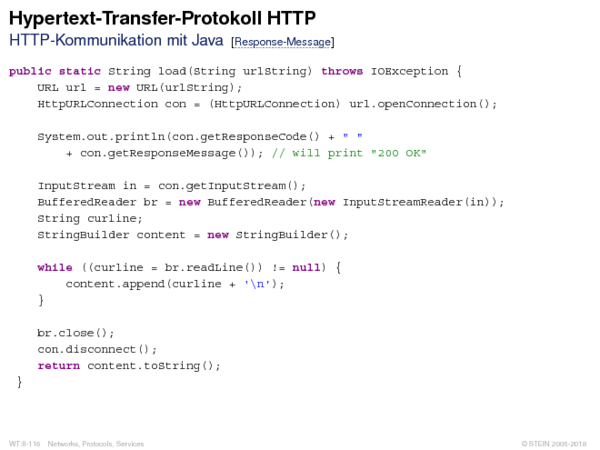 Hypertext-Transfer-Protokoll HTTP
HTTP-Kommunikation mit Java [Response-Message]
public static String load(String urlString) throws IOException {
    URL url = new URL(urlString);
    HttpURLConnection con = (HttpURLConnection) url.openConnection();
    System.out.println(con.getResponseCode() + " "
        + con.getResponseMessage()); // will print "200 OK"
    InputStream in = con.getInputStream();
    BufferedReader br = new BufferedReader(new InputStreamReader(in));
    String curline;
    StringBuilder content = new StringBuilder();
    while ((curline = br.readLine()) != null) {
        content.append(curline + '\n');
    }
    br.close();
    con.disconnect();
    return content.toString();
}
WT:II-116 Networks, Protocols, Services © STEIN 2005-2018